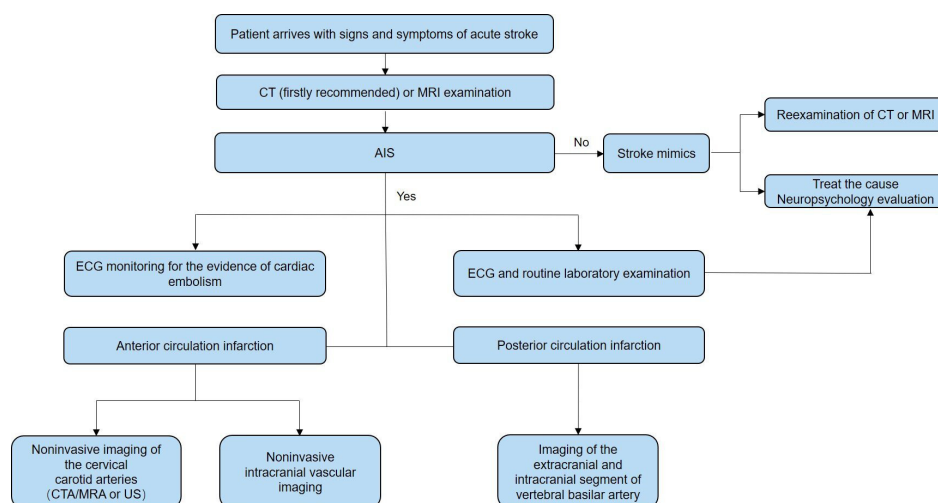 Patient arrives with signs and symptoms of acute stroke
CT (firstly recommended) or MRI examination
AIS
No
Stroke mimics
Reexamination of CT or MRI
Treat the cause
Neuropsychology evaluation
Yes
ECG monitoring for the evidence of cardiac
embolism
ECG and routine laboratory examination
Anterior circulation infarction
Posterior circulation infarction
Noninvasive imaging of
the cervical
carotid arteries
(CTA/MRA or US)
Noninvasive
intracranial vascular
imaging
Imaging of the
extracranial and
intracranial segment of
vertebral basilar artery